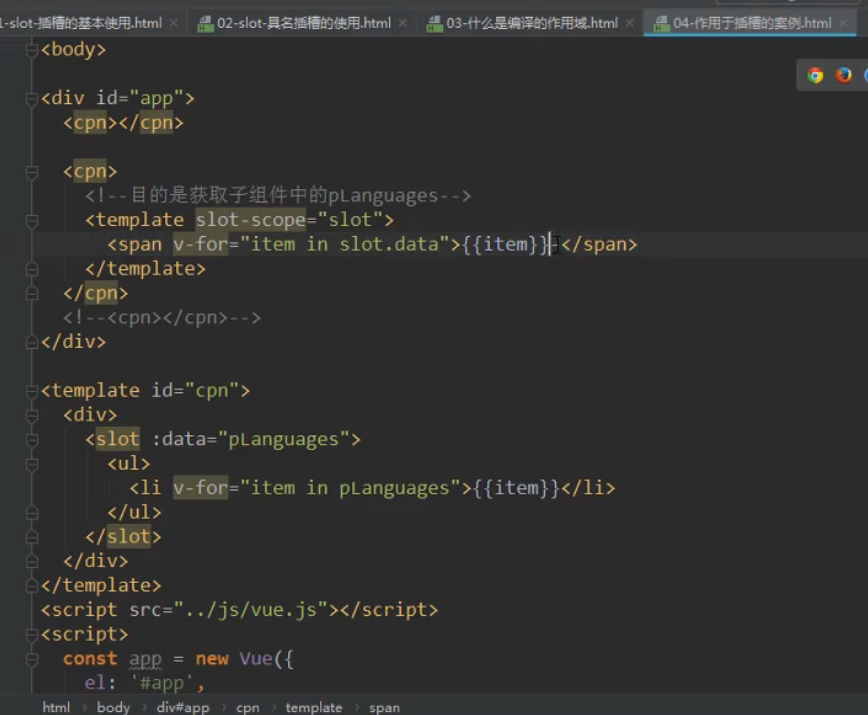 1-slot-插槽的基本使用.html × 02-slot-具名插槽的使用.html × 03-什么是编译的作用域.html × 04-作用于插槽的案例.html ×
<body>
<div id="app">
<cpn></cpn>
<cpn>
<!--目的是获取子组件中的pLanguages-->
<template slot-scope="slot">
<span v-for="item in slot.data">{{item}}-</span>
</template>
</cpn>
<!--<cpn></cpn>-->
</div>
<template id="cpn">
<div>
<slot :data="pLanguages">
<ul>
<li v-for="item in pLanguages">{{item}}</li>
</ul>
</slot>
</div>
</template>
<script src="../js/vue.js"></script>
<script>
const app = new Vue({
el: '#app',
html › body › div#app › cpn › template › span